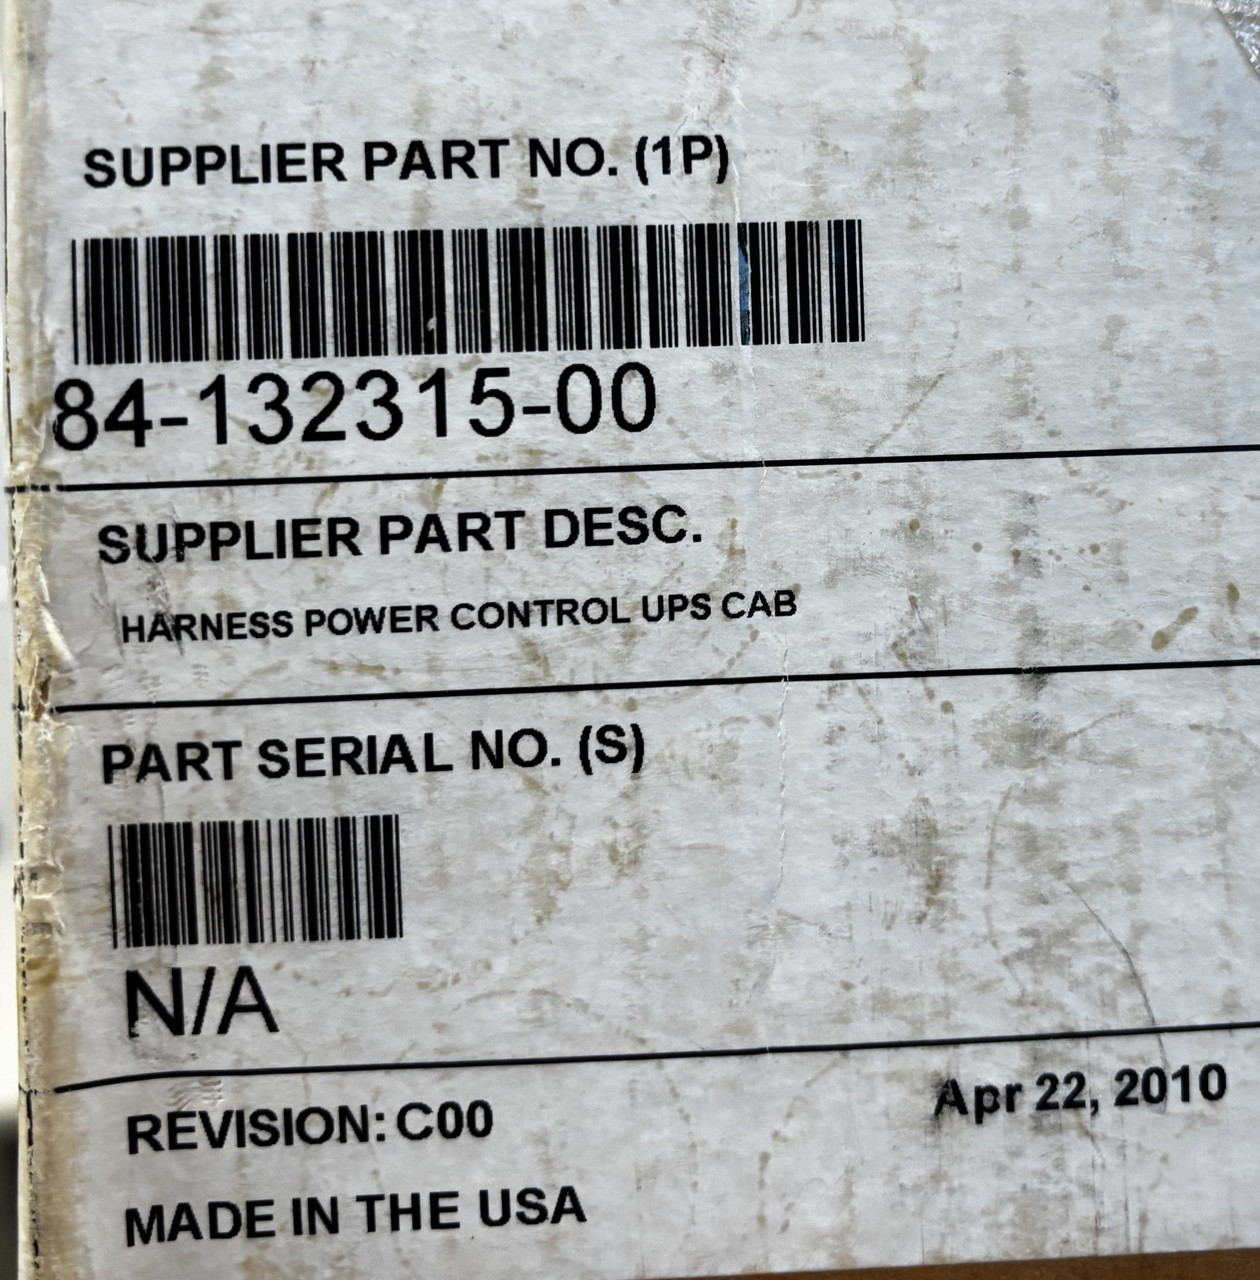 SUPPLIER PART NO. (1P)
84-132315-00
SUPPLIER PART DESC.
HARNESS POWER CONTROL UPS CAB
PART SERIAL NO. (S)
N/A
REVISION: C00
Apr 22, 2010
MADE IN THE USA